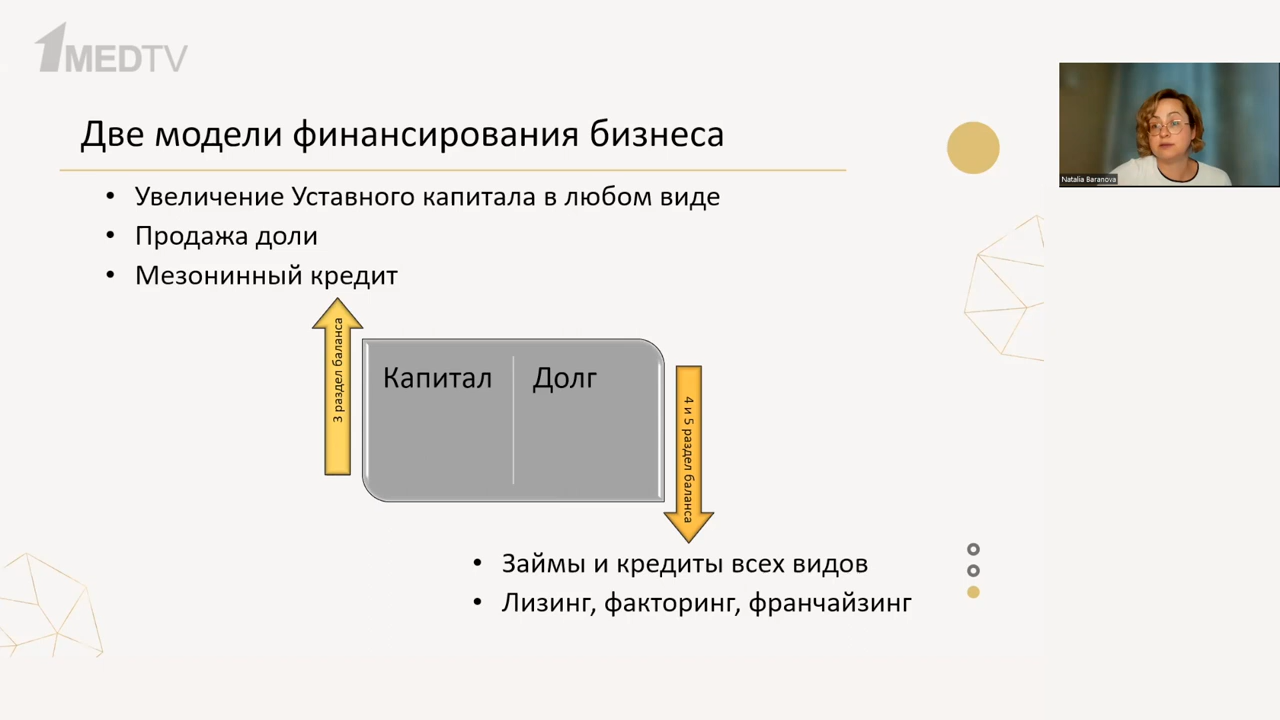 1MEDTV
Две модели финансирования бизнеса
• Увеличение Уставного капитала в любом виде
• Продажа доли
• Мезонинный кредит
3 раздел баланса
Капитал
Долг
4 и 5 раздел баланса
• Займы и кредиты всех видов
• Лизинг, факторинг, франчайзинг
Natalia Baranova